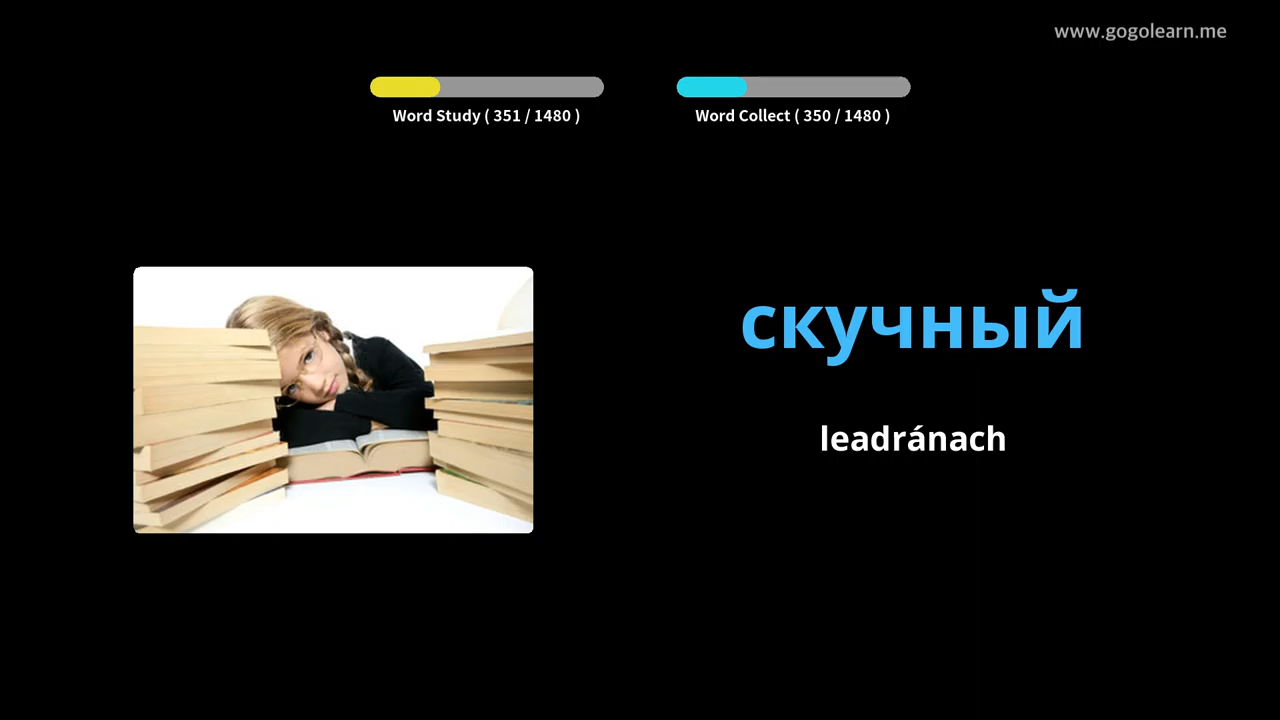 www.gogolearn.me
Word Study ( 351 / 1480 )
Word Collect ( 350 / 1480 )
скучный
leadránach